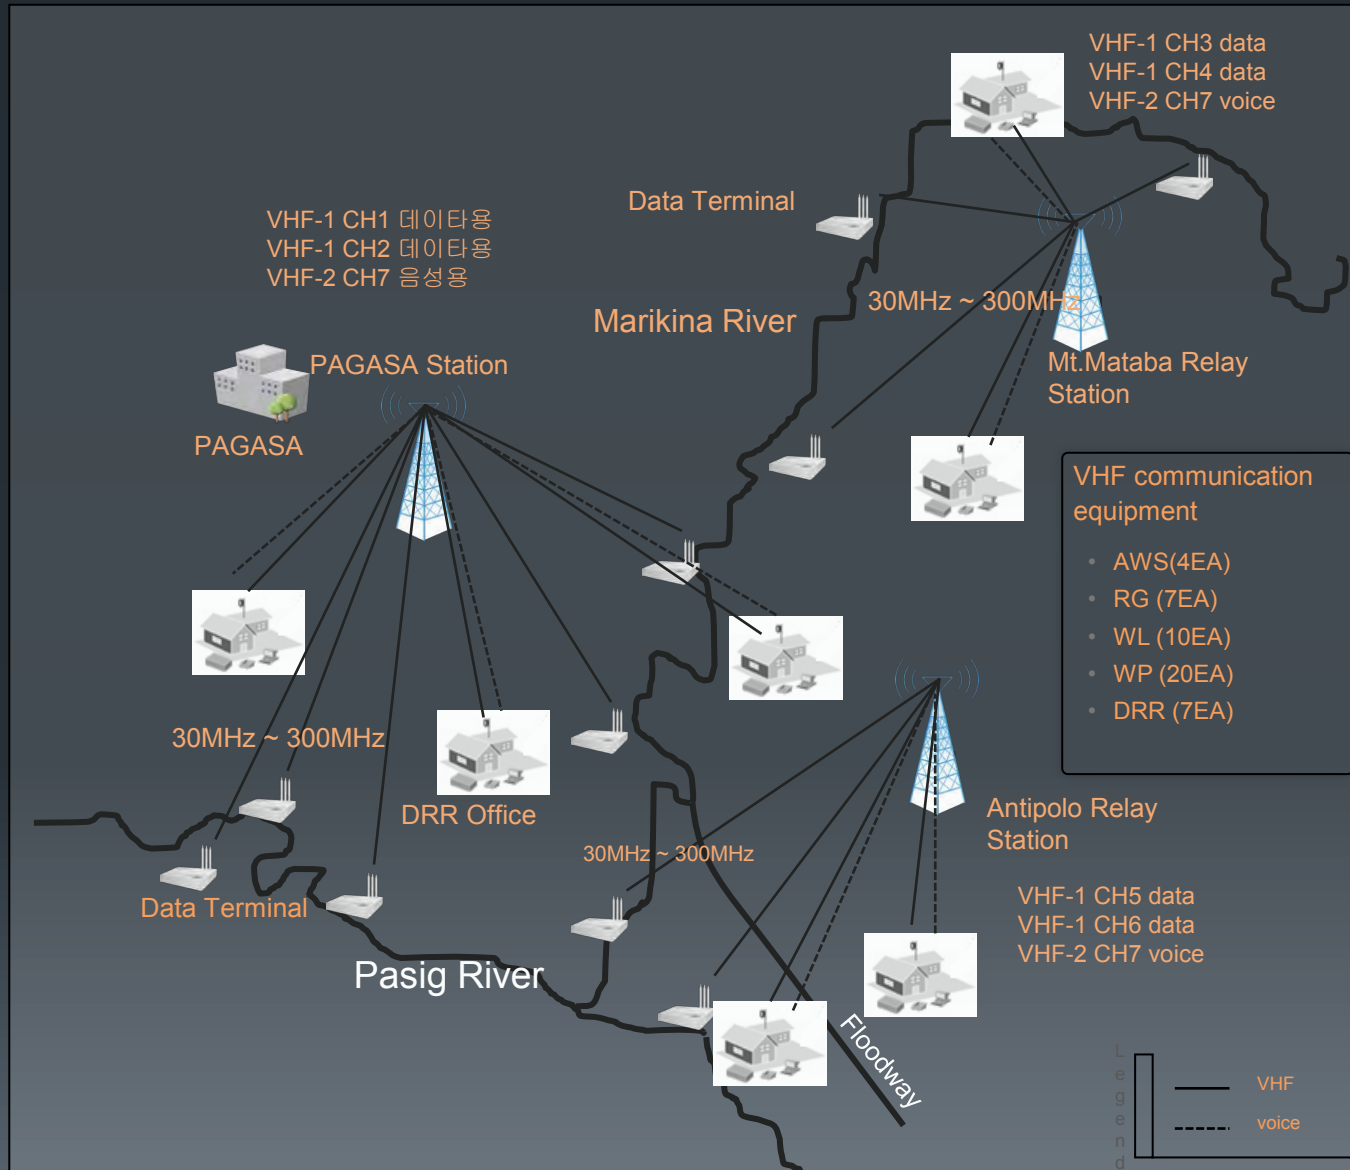 VHF-1 CH3 data
VHF-1 CH4 data
VHF-2 CH7 voice
Data Terminal
VHF-1 CH1 데이타용
VHF-1 CH2 데이타용
VHF-2 CH7 음성용
30MHz ~ 300MHz
Marikina River
Mt.Mataba Relay
Station
PAGASA Station
PAGASA
VHF communication
equipment
• AWS(4EA)
• RG (7EA)
• WL (10EA)
• WP (20EA)
• DRR (7EA)
30MHz ~ 300MHz
DRR Office
Antipolo Relay
Station
30MHz ~ 300MHz
Data Terminal
VHF-1 CH5 data
VHF-1 CH6 data
VHF-2 CH7 voice
Pasig River
Floodway
Legend
VHF
voice